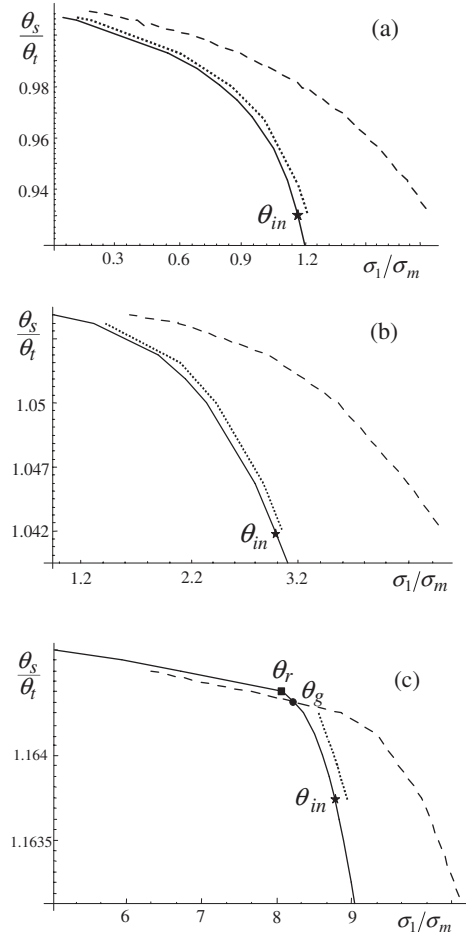 θs/θt
(a)
0.98
0.96
0.94
θin
0.3 0.6 0.9 1.2 σ1/σm
θs/θt
(b)
1.05
1.047
1.042
θin
1.2 2.2 3.2 σ1/σm
θs/θt
(c)
θr
θg
1.164
θin
1.1635
6 7 8 9 σ1/σm